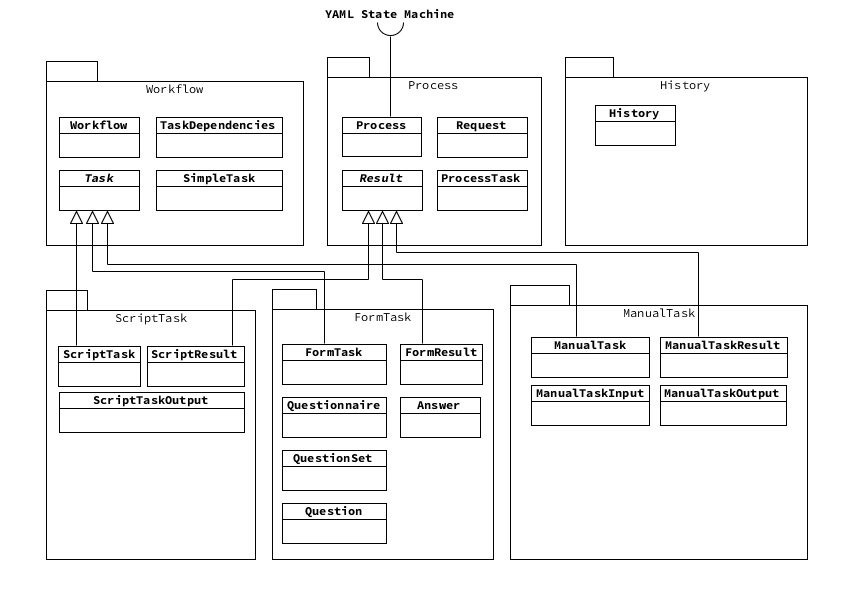 YAML State Machine
Workflow
Workflow
TaskDependencies
Task
SimpleTask
Process
Process
Request
Result
ProcessTask
History
History
ScriptTask
ScriptTask
ScriptResult
ScriptTaskOutput
FormTask
FormTask
FormResult
Questionnaire
Answer
QuestionSet
Question
ManualTask
ManualTask
ManualTaskResult
ManualTaskInput
ManualTaskOutput